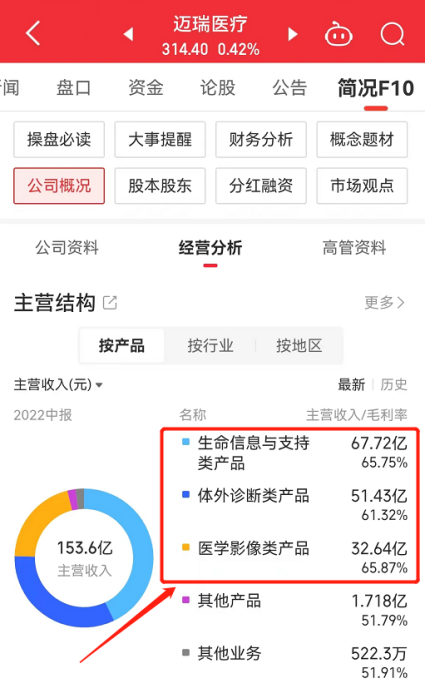 迈瑞医疗
314.40 0.42%
闻 盘口 资金 论股 公告 简况F10
操盘必读 大事提醒 财务分析 概念题材
公司概况 股本股东 分红融资 市场观点
公司资料 经营分析 高管资料
主营结构 更多
按产品 按行业 按地区
主营收入(元) 最新 历史
2022中报 名称 主营收入/毛利率
生命信息与支持 67.72亿
类产品 65.75%
体外诊断类产品 51.43亿
61.32%
153.6亿
主营收入
医学影像类产品 32.64亿
65.87%
其他产品 1.718亿
51.79%
其他业务 522.3万
51.91%